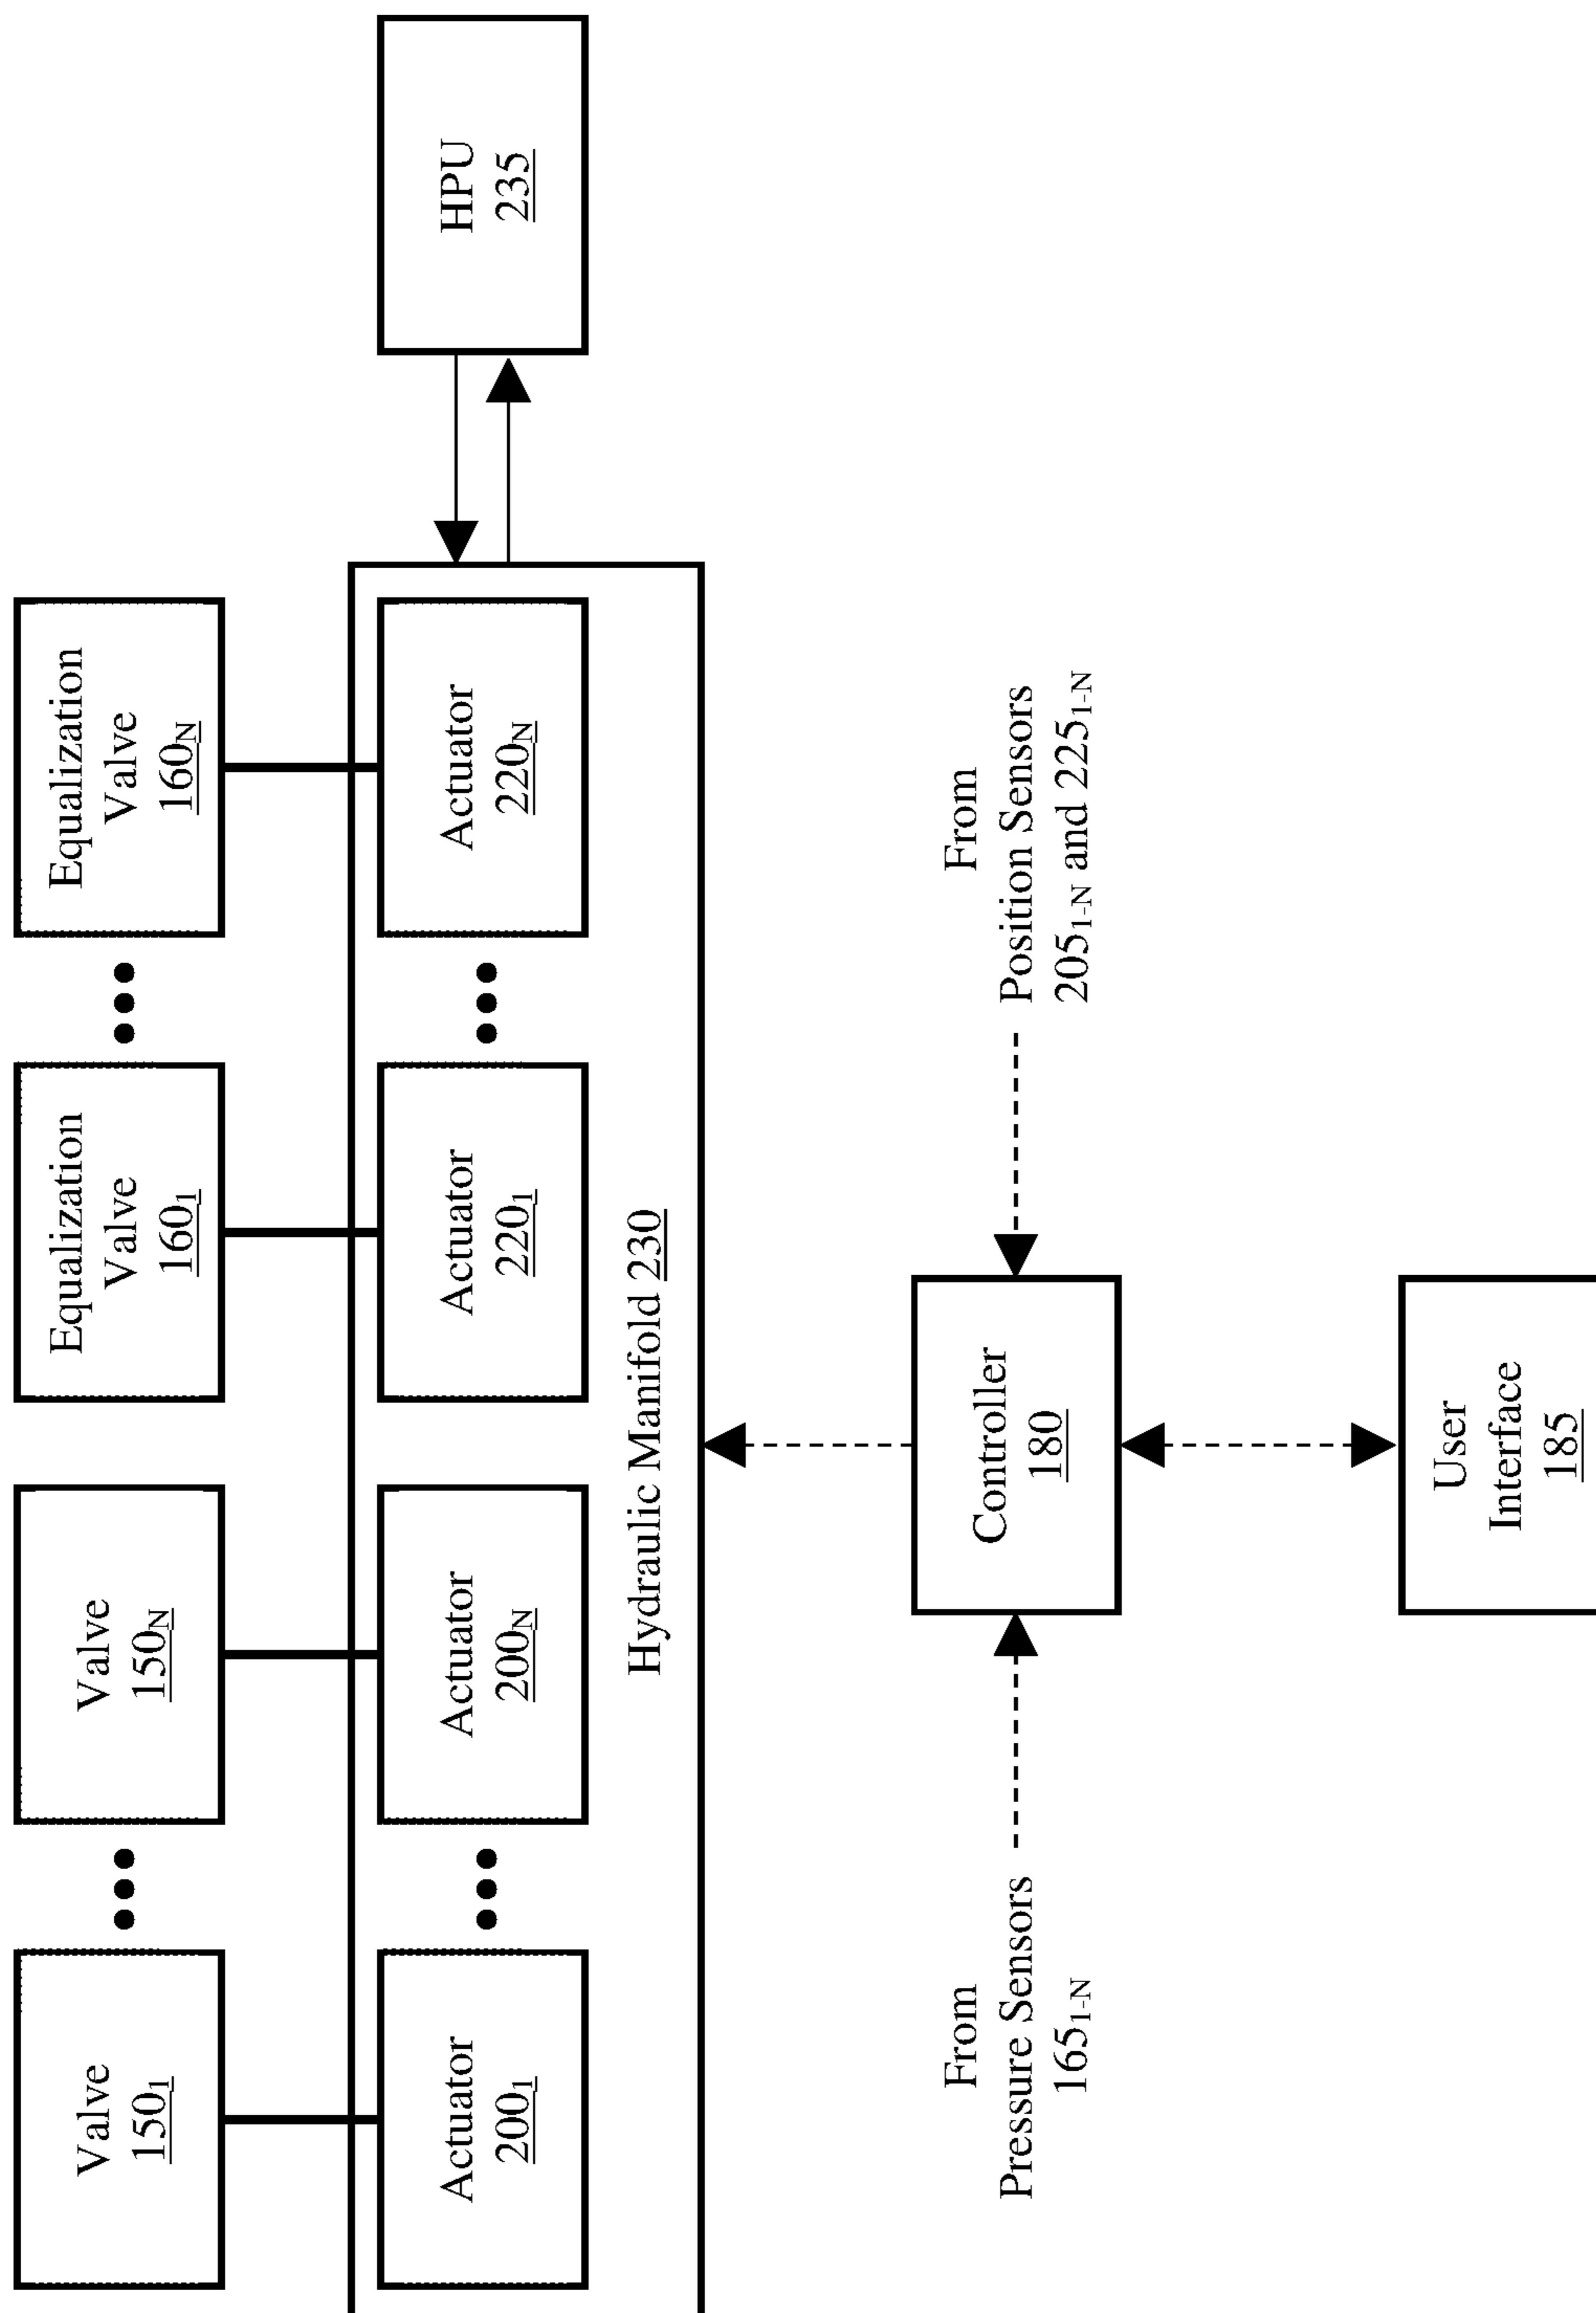 Valve
150₁
Valve
150N
Equalization
Valve
160₁
Equalization
Valve
160N
Actuator
200₁
Actuator
200N
Actuator
220₁
Actuator
220N
HPU
235
Hydraulic Manifold 230
From
Pressure Sensors
165₁₋N
Controller
180
From
Position Sensors
205₁₋N and 225₁₋N
User
Interface
185